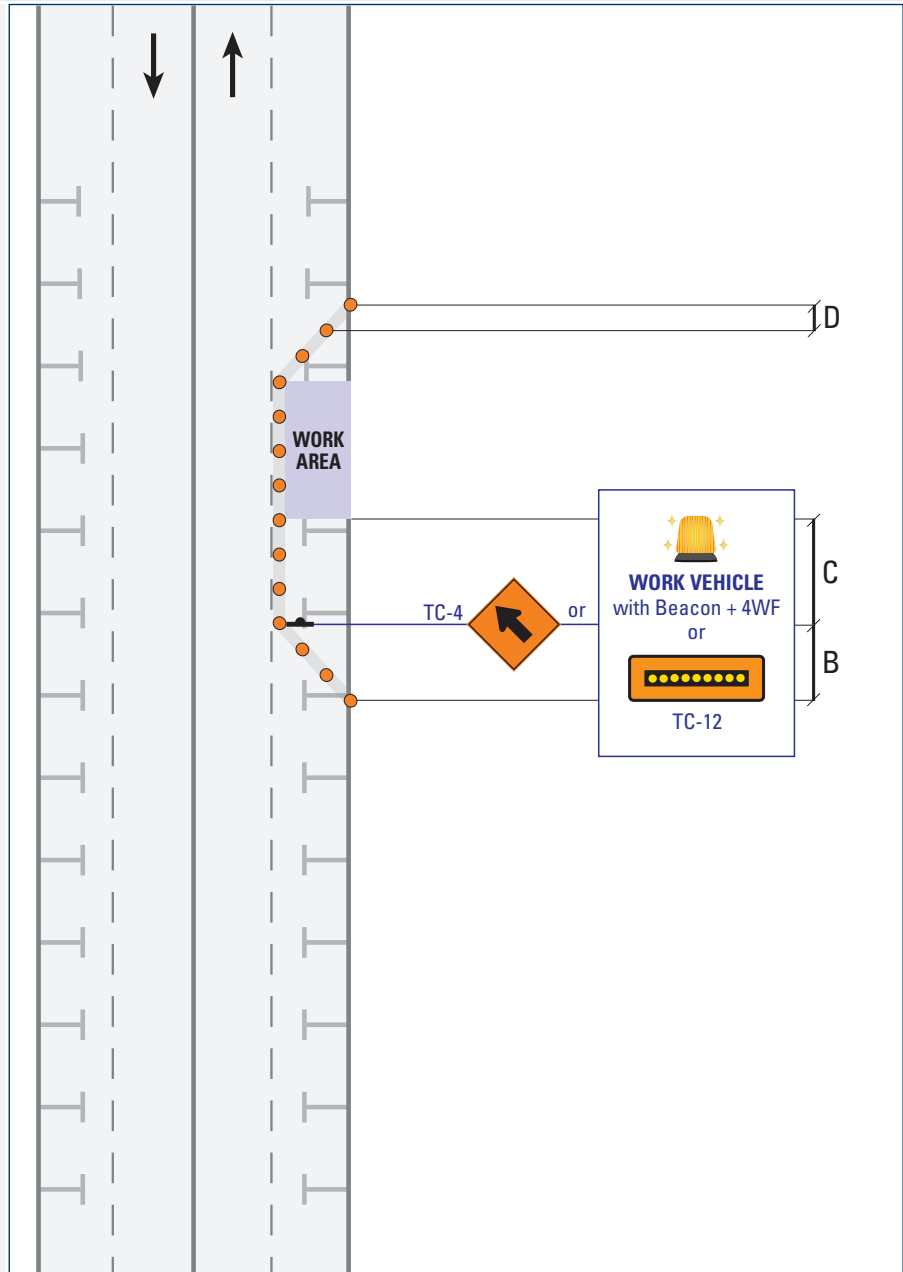 D
WORK
AREA
C
WORK VEHICLE
with Beacon + 4WF
or
TC-4
or
B
TC-12